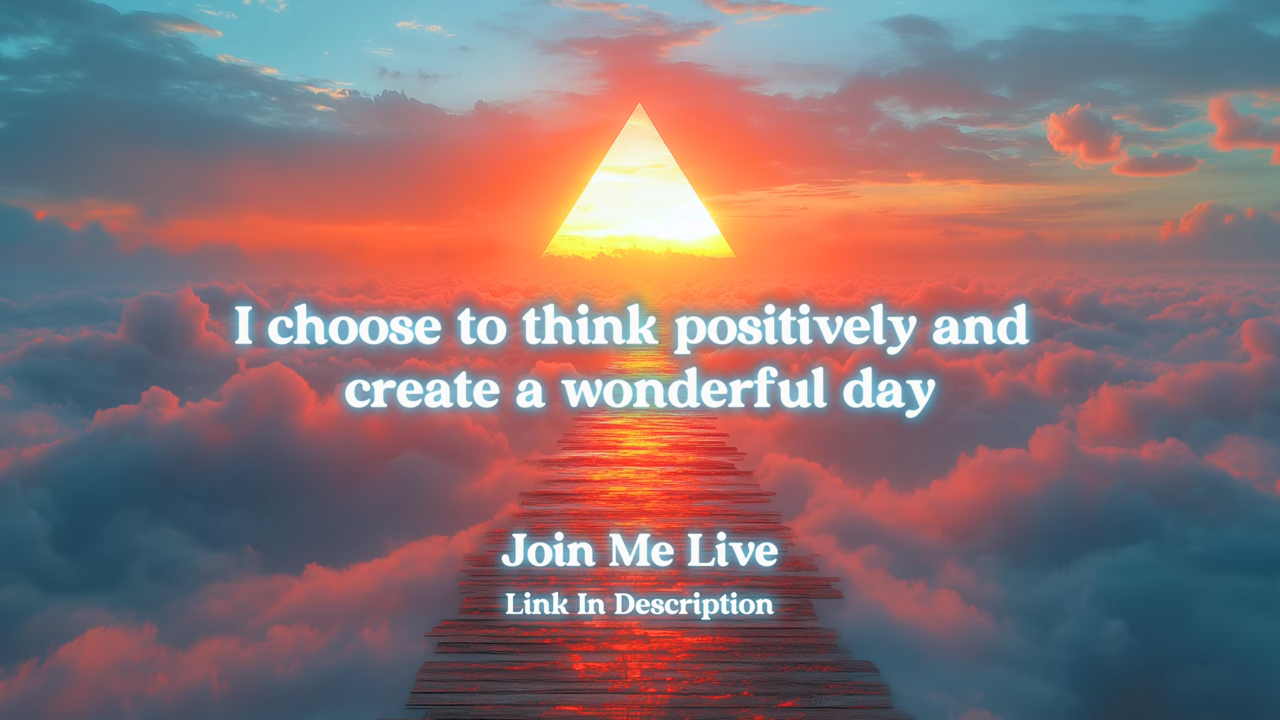 I choose to think positively and
create a wonderful day
Join Me Live
Link In Description